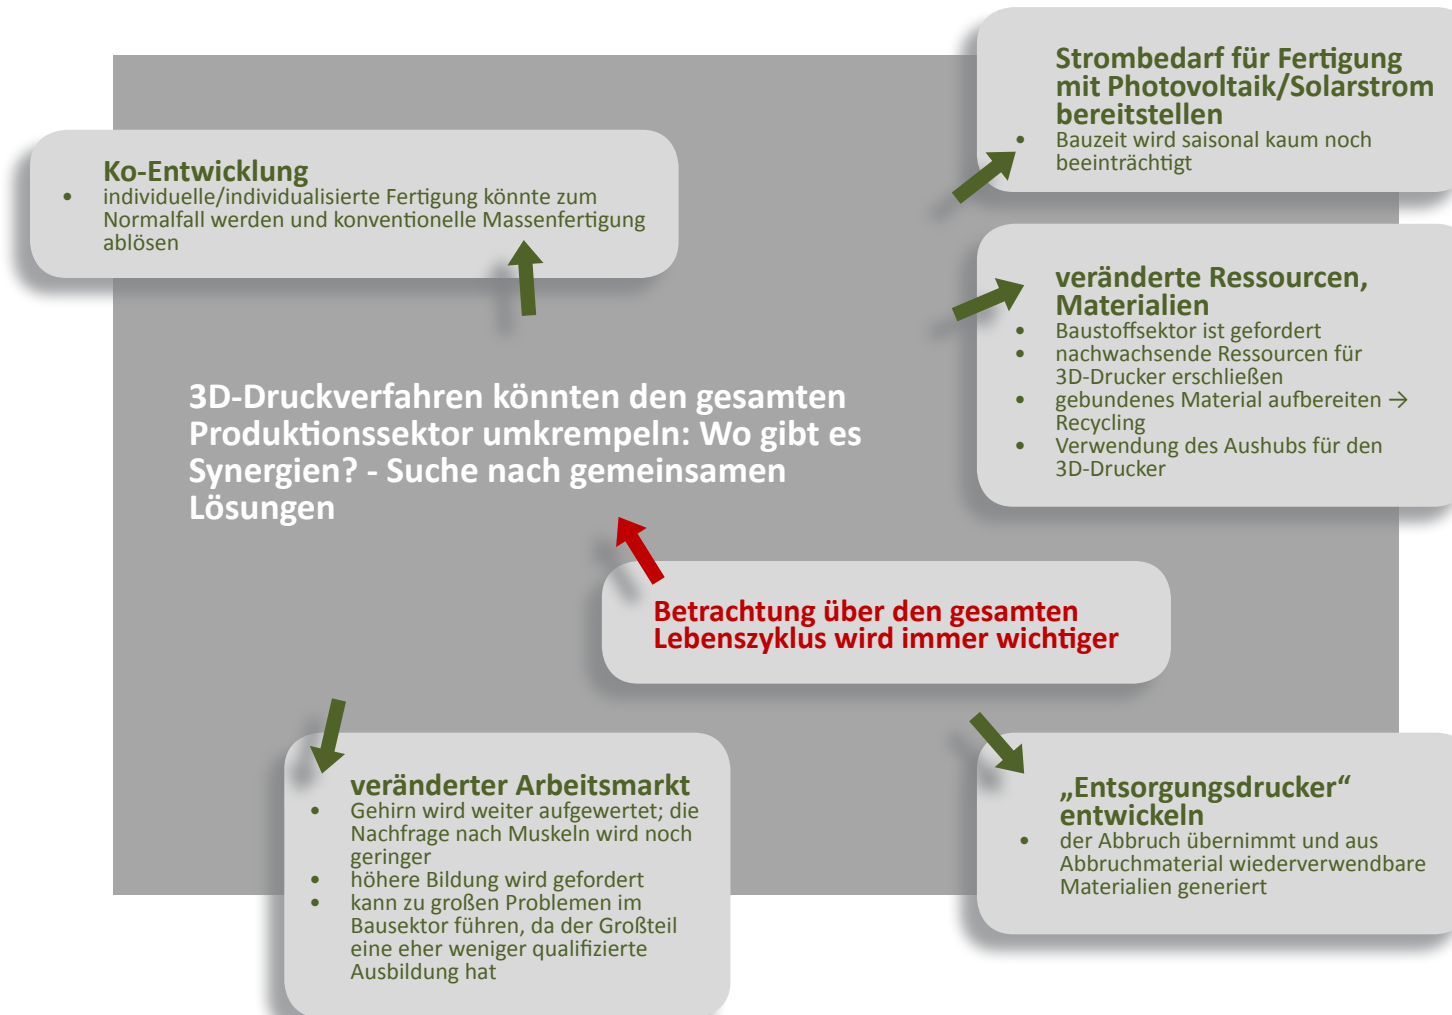 Strombedarf für Fertigung
mit Photovoltaik/Solarstrom
bereitstellen
• Bauzeit wird saisonal kaum noch
beeinträchtigt
Ko-Entwicklung
• individuelle/individualisierte Fertigung könnte zum
Normalfall werden und konventionelle Massenfertigung
ablösen
veränderte Ressourcen,
Materialien
• Baustoffsektor ist gefordert
• nachwachsende Ressourcen für
3D-Drucker erschließen
• gebundenes Material aufbereiten →
Recycling
• Verwendung des Aushubs für den
3D-Drucker
3D-Druckverfahren könnten den gesamten
Produktionssektor umkrempeln: Wo gibt es
Synergien? - Suche nach gemeinsamen
Lösungen
Betrachtung über den gesamten
Lebenszyklus wird immer wichtiger
veränderter Arbeitsmarkt
• Gehirn wird weiter aufgewertet; die
Nachfrage nach Muskeln wird noch
geringer
• höhere Bildung wird gefordert
• kann zu großen Problemen im
Bausektor führen, da der Großteil
eine eher weniger qualifizierte
Ausbildung hat
„Entsorgungsdrucker“
entwickeln
• der Abbruch übernimmt und aus
Abbruchmaterial wiederverwendbare
Materialien generiert